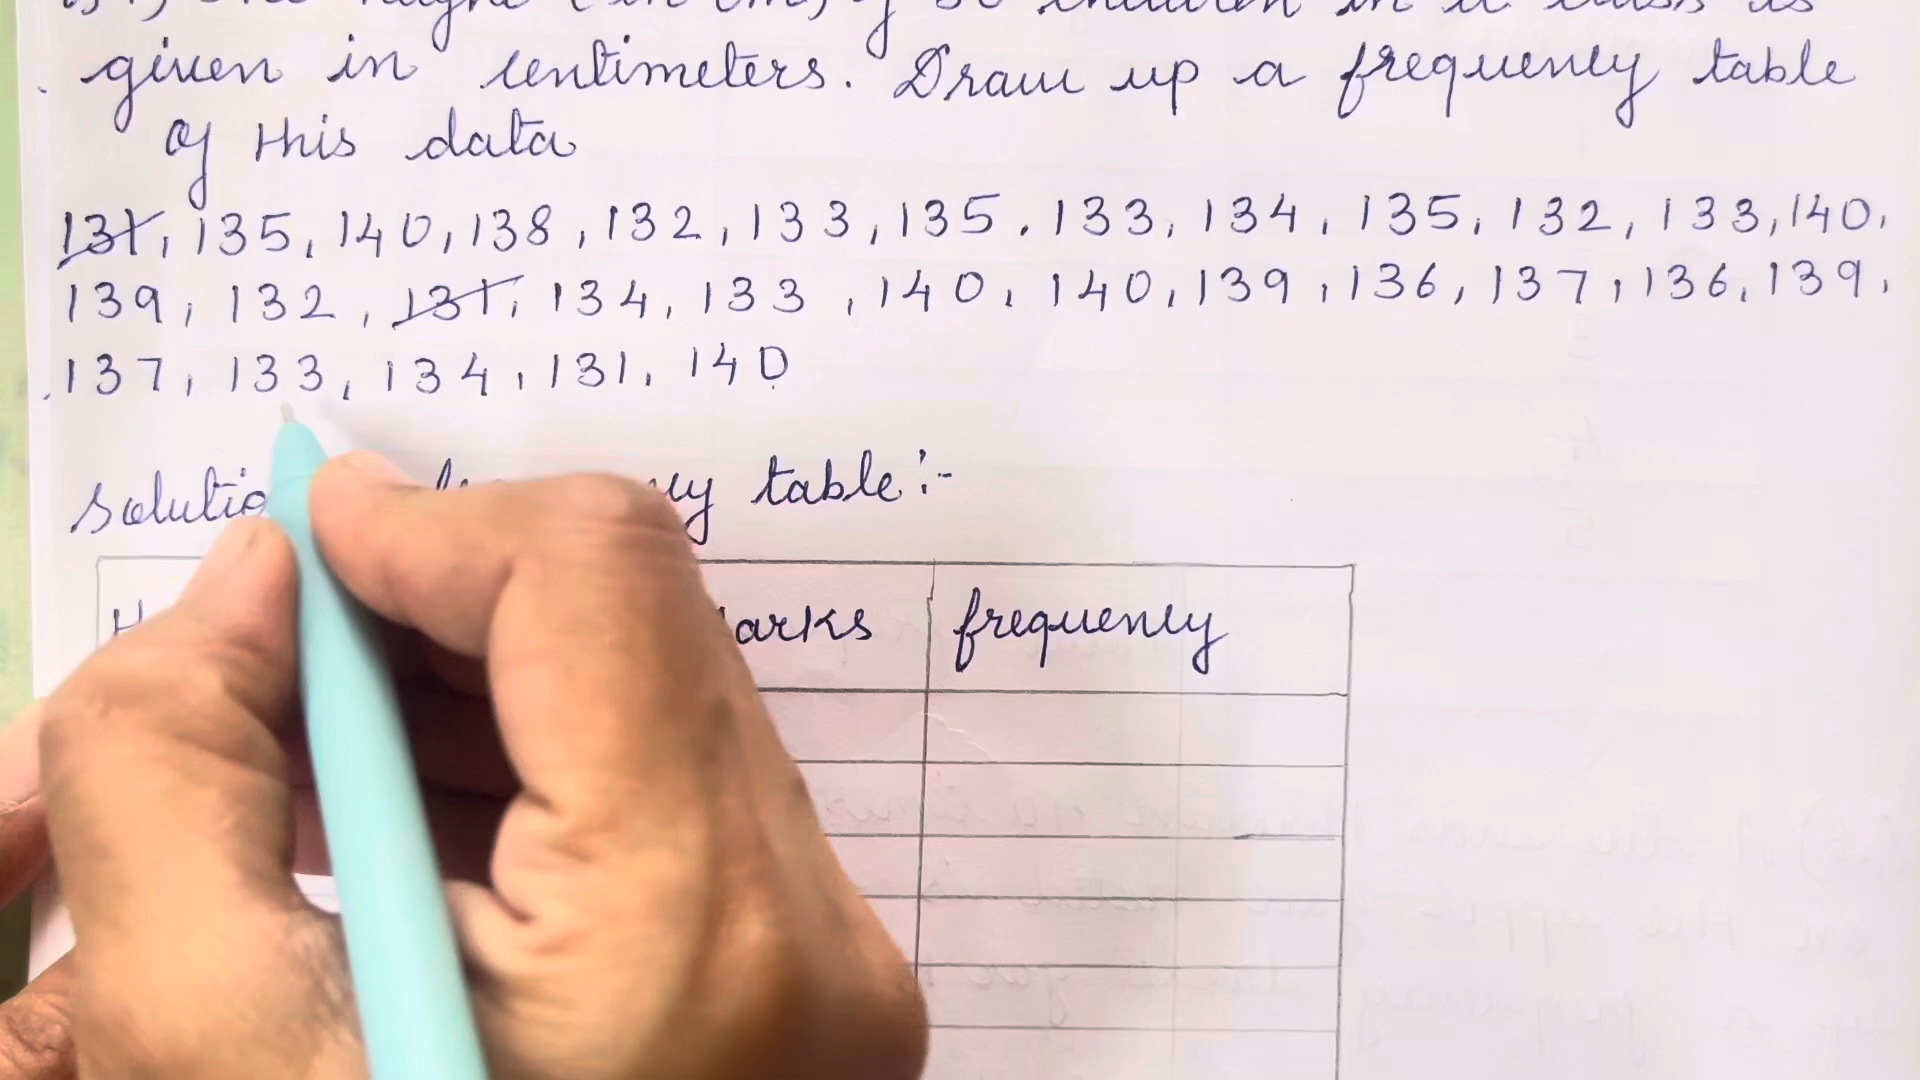 given in centimeters. Draw up a frequency table
of this data
131, 135, 140, 138, 132, 133, 135. 133, 134, 135, 132, 133, 140,
139, 132, 131, 134, 133, 140, 140, 139, 136, 137, 136, 139,
137, 133, 134, 131, 140
table:-
frequency